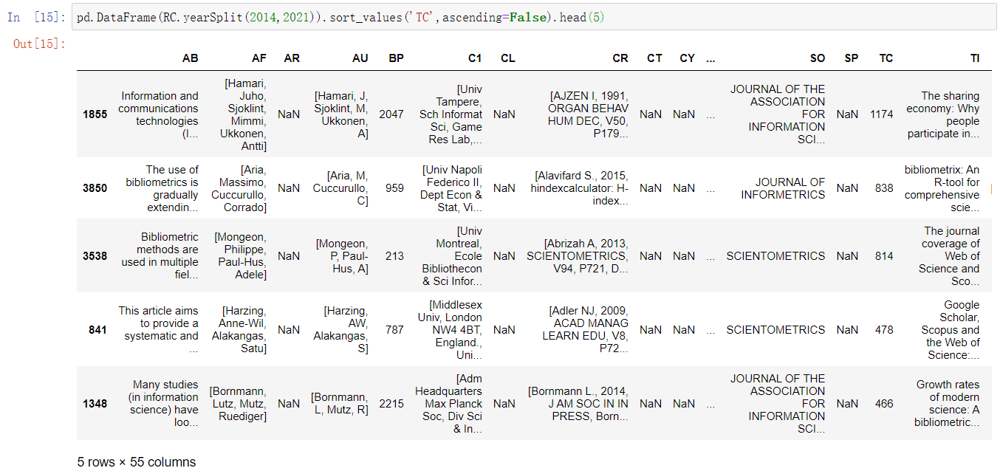 In [15]: pd.DataFrame(RC.yearSplit(2014,2021)).sort_values('TC',ascending=False).head(5)
Out[15]:
AB AF AR AU BP C1 CL CR CT CY ... SO SP TC TI
1855 Information and communications technologies (I... [Hamari, Juho, Sjoklint, Mimmi, Ukkonen, Antti] NaN [Hamari, J, Sjoklint, M, Ukkonen, A] 2047 [Univ Tampere, Sch Informat Sci, Game Res Lab,... NaN [AJZEN I, 1991, ORGAN BEHAV HUM DEC, V50, P179... NaN NaN ... JOURNAL OF THE ASSOCIATION FOR INFORMATION SCI... NaN 1174 The sharing economy: Why people participate in...
3850 The use of bibliometrics is gradually extendin... [Aria, Massimo, Cuccurullo, Corrado] NaN [Aria, M, Cuccurullo, C] 959 [Univ Napoli Federico II, Dept Econ & Stat, Vi... NaN [Alavifard S., 2015, hindexcalculator: H-index... NaN NaN ... JOURNAL OF INFORMETRICS NaN 838 bibliometrix: An R-tool for comprehensive scie...
3538 Bibliometric methods are used in multiple fiel... [Mongeon, Philippe, Paul-Hus, Adele] NaN [Mongeon, P, Paul-Hus, A] 213 [Univ Montreal, Ecole Bibliothecon & Sci Infor... NaN [Abrizah A, 2013, SCIENTOMETRICS, V94, P721, D... NaN NaN ... SCIENTOMETRICS NaN 814 The journal coverage of Web of Science and Sco...
841 This article aims to provide a systematic and ... [Harzing, Anne-Wil, Alakangas, Satu] NaN [Harzing, AW, Alakangas, S] 787 [Middlesex Univ, London NW4 4BT, England., Uni... NaN [Adler NJ, 2009, ACAD MANAG LEARN EDU, V8, P72... NaN NaN ... SCIENTOMETRICS NaN 478 Google Scholar, Scopus and the Web of Science:...
1348 Many studies (in information science) have loo... [Bornmann, Lutz, Mutz, Ruediger] NaN [Bornmann, L, Mutz, R] 2215 [Adm Headquarters Max Planck Soc, Div Sci & In... NaN [Bornmann L., 2014, J AM SOC IN IN PRESS, Born... NaN NaN ... JOURNAL OF THE ASSOCIATION FOR INFORMATION SCI... NaN 466 Growth rates of modern science: A bibliometric...
5 rows × 55 columns